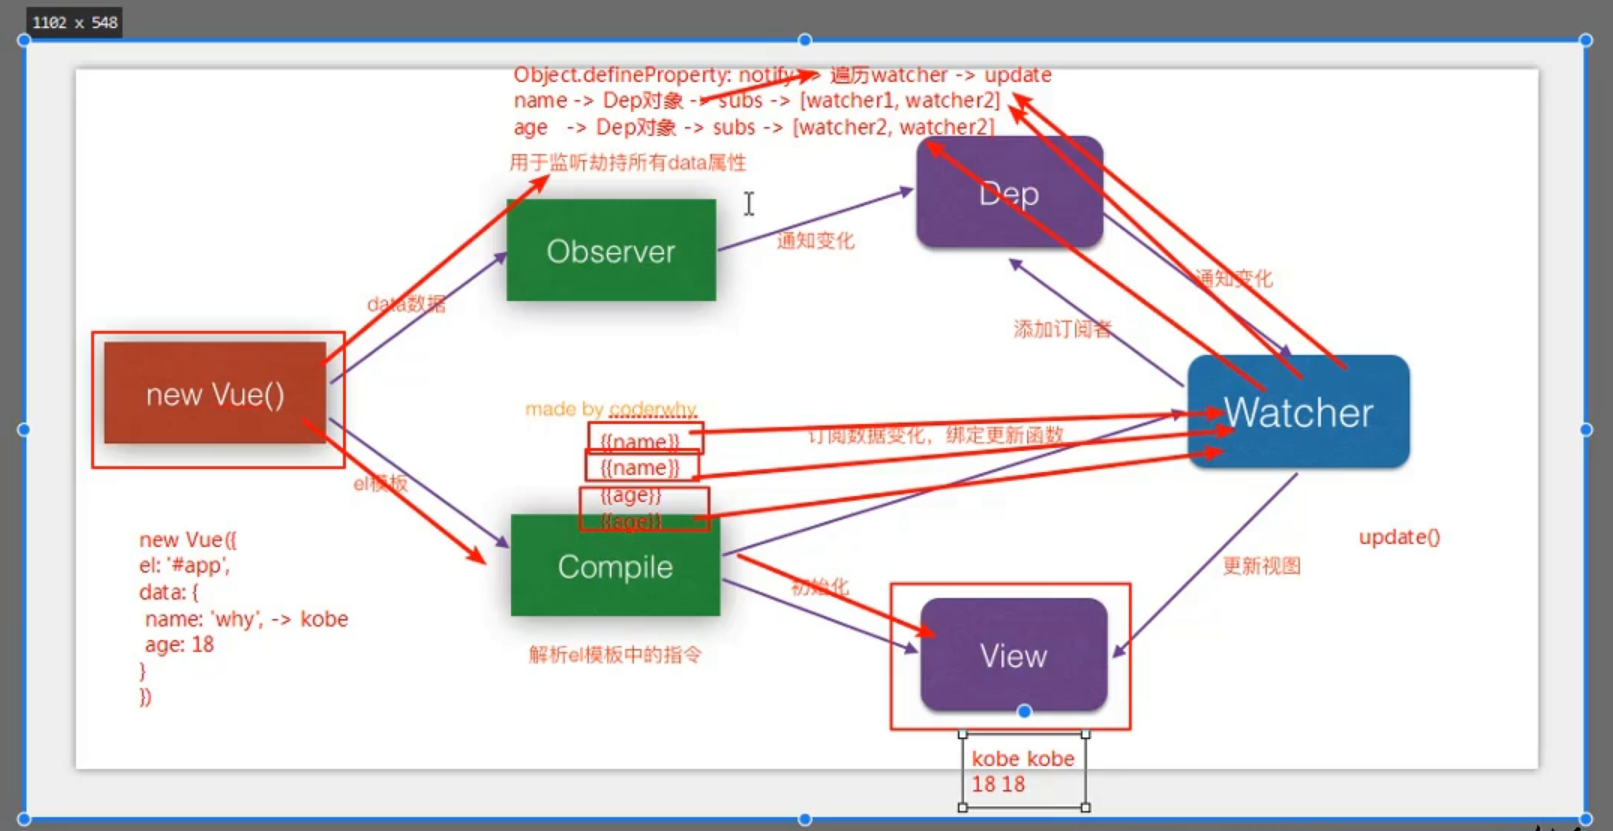 1102 x 548
Object.defineProperty: notify -> 遍历watcher -> update
name -> Dep对象 -> subs -> [watcher1, watcher2]
age -> Dep对象 -> subs -> [watcher2, watcher2]
用于监听劫持所有data属性
Dep
Observer
通知变化
通知变化
data数据
添加订阅者
new Vue()
made by coderwhy
Watcher
{{name}}
订阅数据变化，绑定更新函数
{{name}}
el模板
{{age}}
{{age}}
Compile
new Vue({
el: '#app',
data: {
name: 'why', -> kobe
age: 18
}
})
update()
更新视图
初始化
解析el模板中的指令
View
kobe kobe
18 18